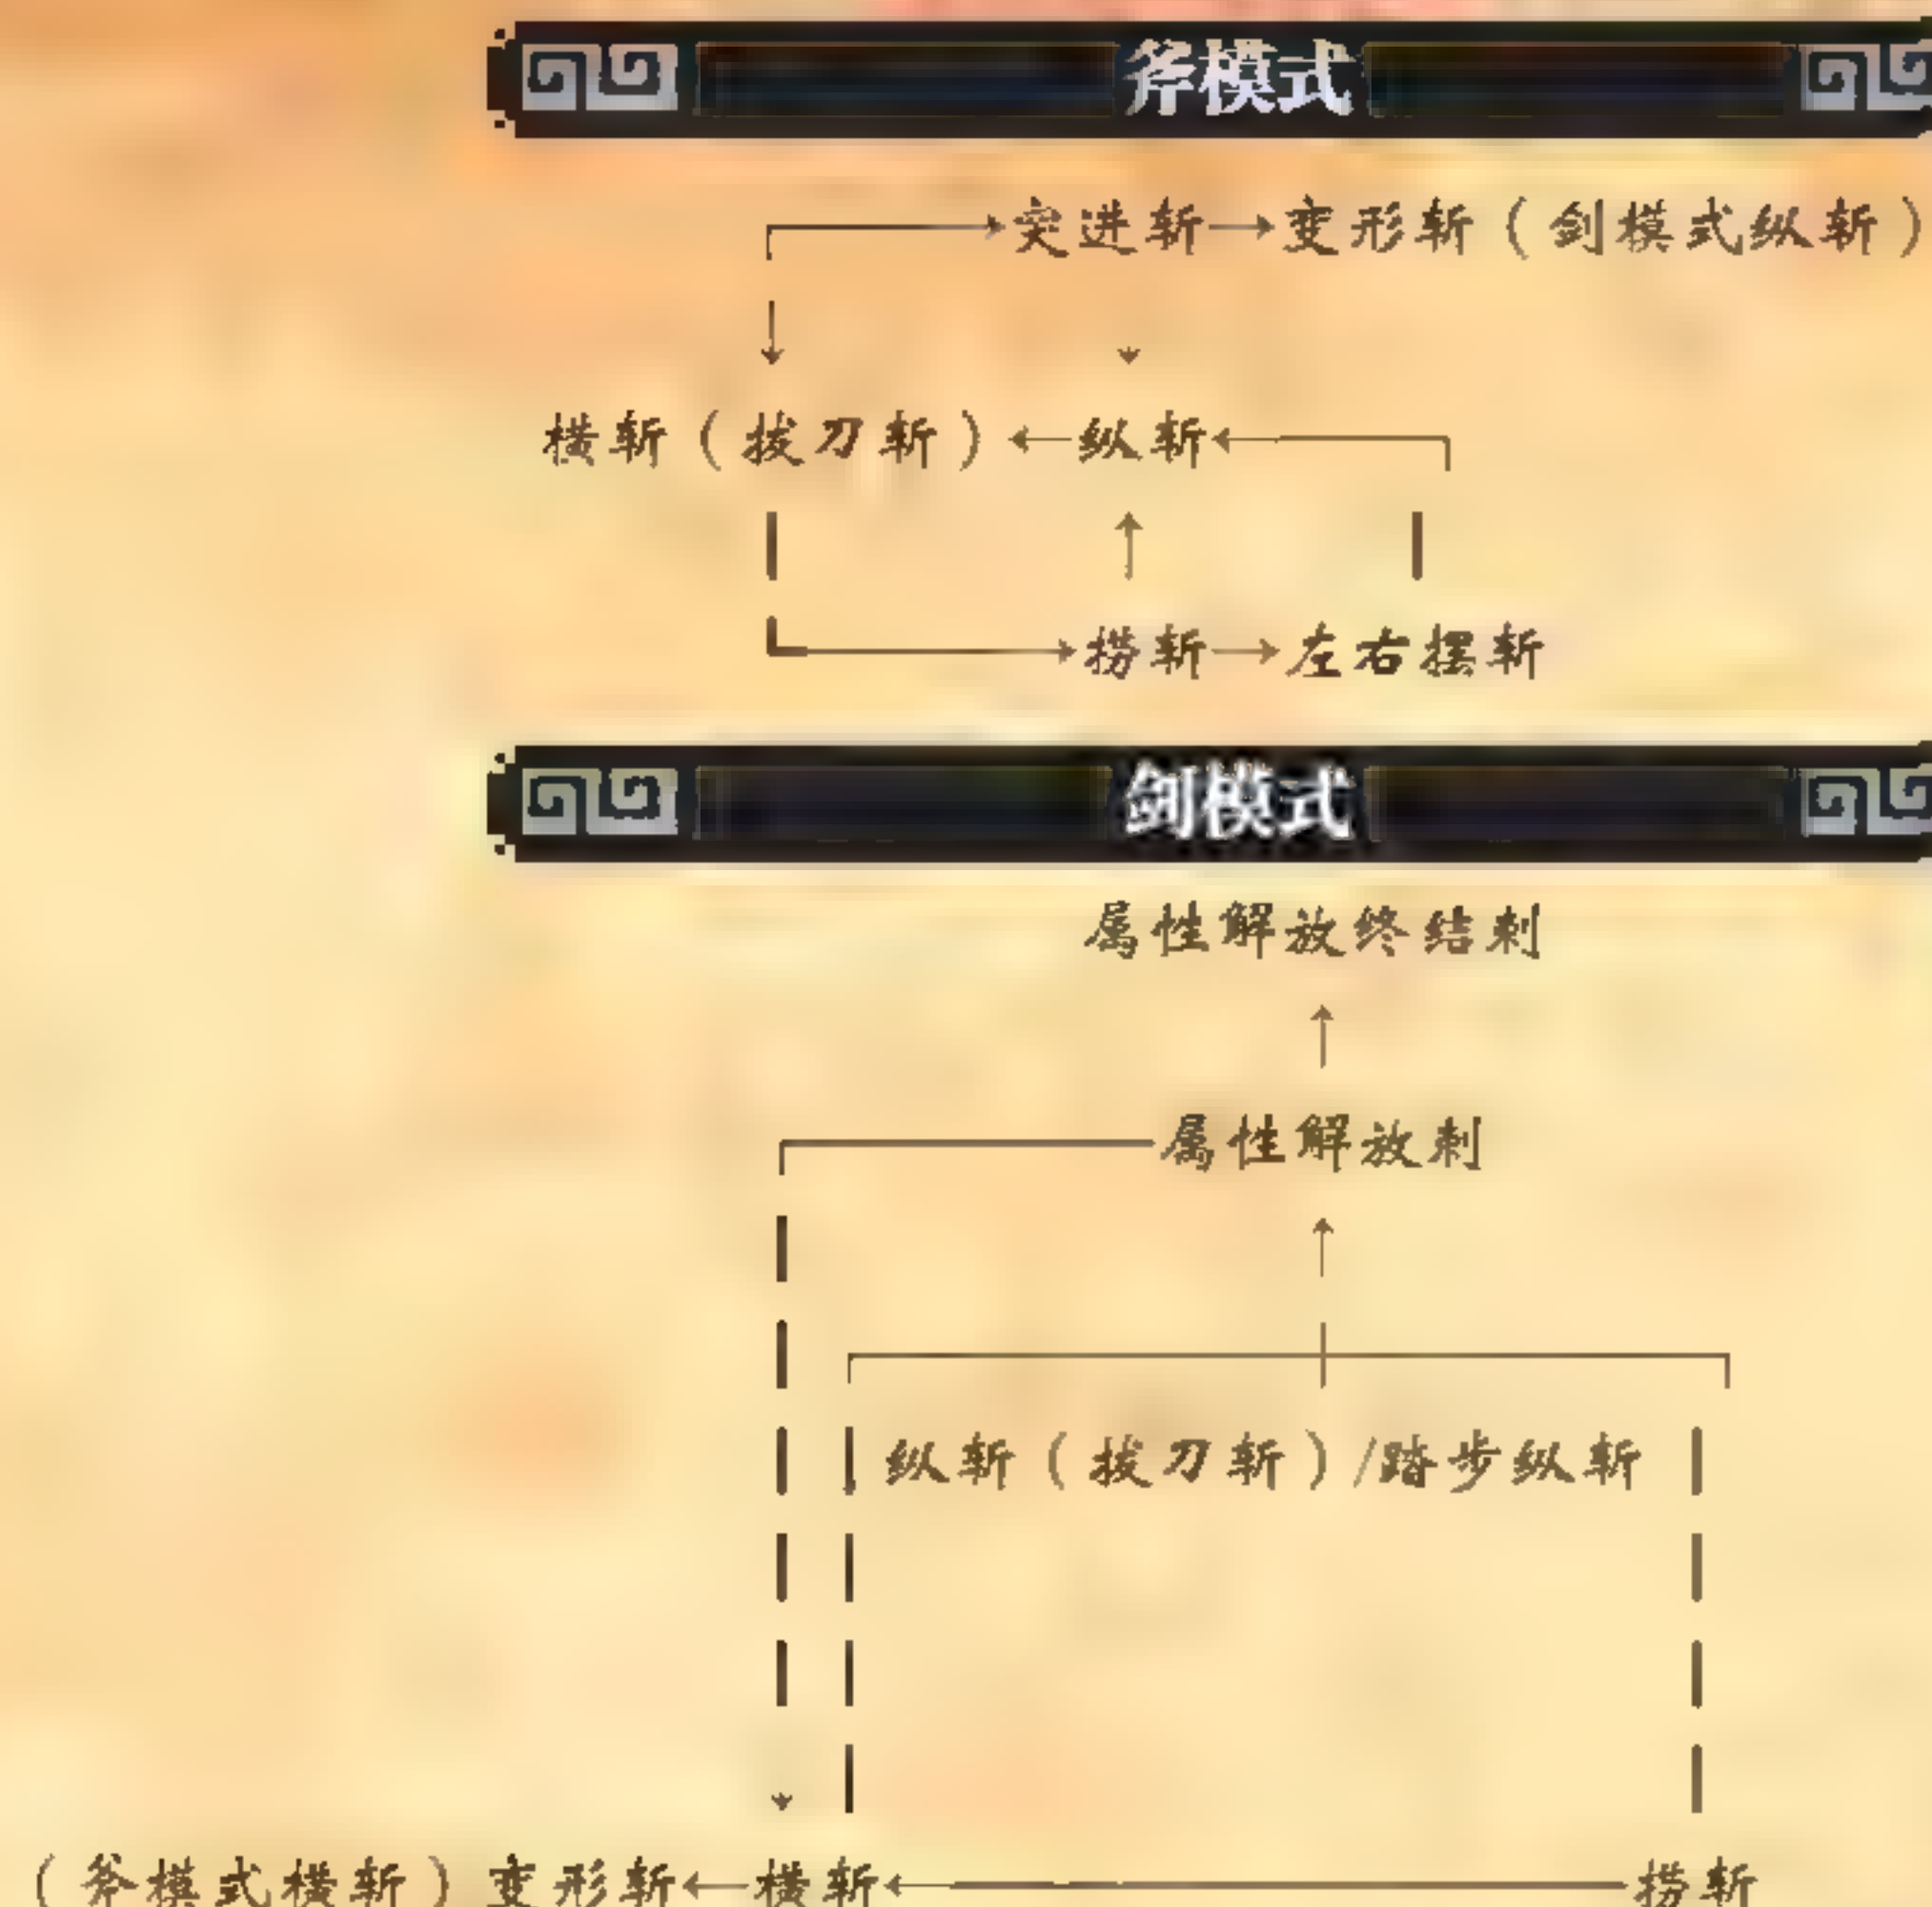 斧模式
突进斩→变形斩（剑模式纵斩）
横斩（拔刀斩）←纵斩←
捞斩→左右摆斩
剑模式
属性解放终结刺
属性解放刺
纵斩（拔刀斩）/踏步纵斩
（斧模式横斩）变形斩←横斩←捞斩